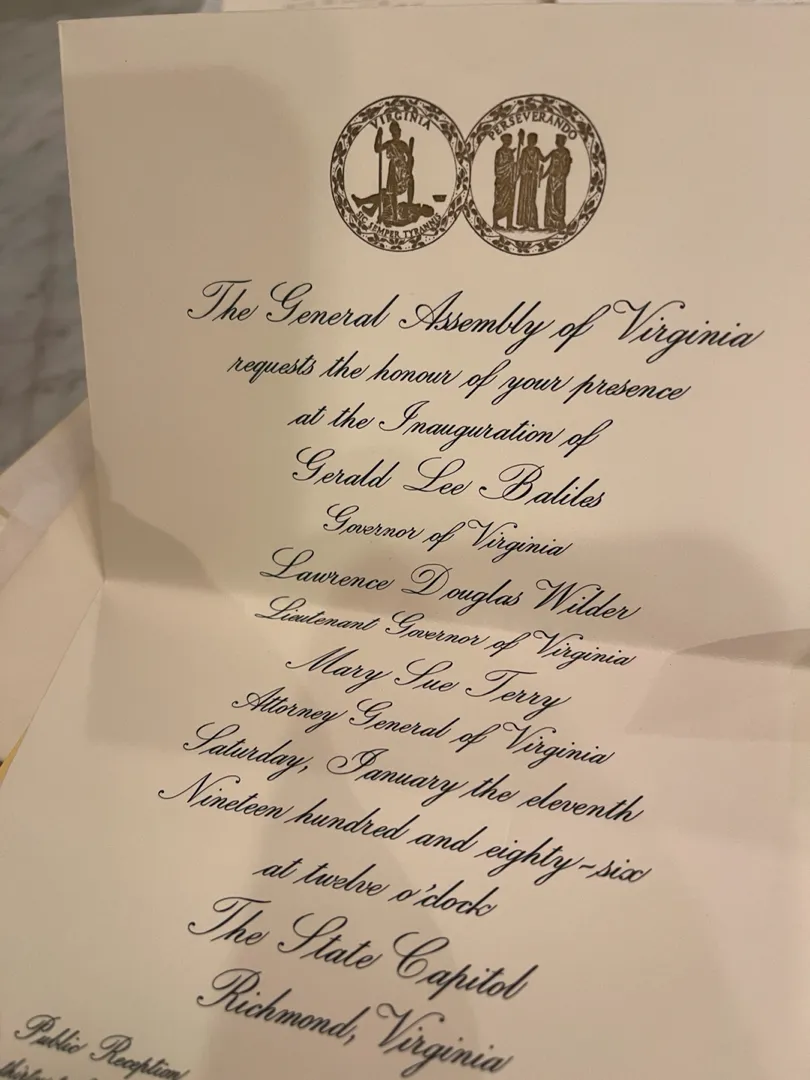 VIRGINIA
SIC SEMPER TYRANNIS
PERSEVERANDO
The General Assembly of Virginia
requests the honour of your presence
at the Inauguration of
Gerald Lee Baliles
Governor of Virginia
Lawrence Douglas Wilder
Lieutenant Governor of Virginia
Mary Sue Terry
Attorney General of Virginia
Saturday, January the eleventh
Nineteen hundred and eighty-six
at twelve o'clock
The State Capitol
Richmond, Virginia
Public Reception